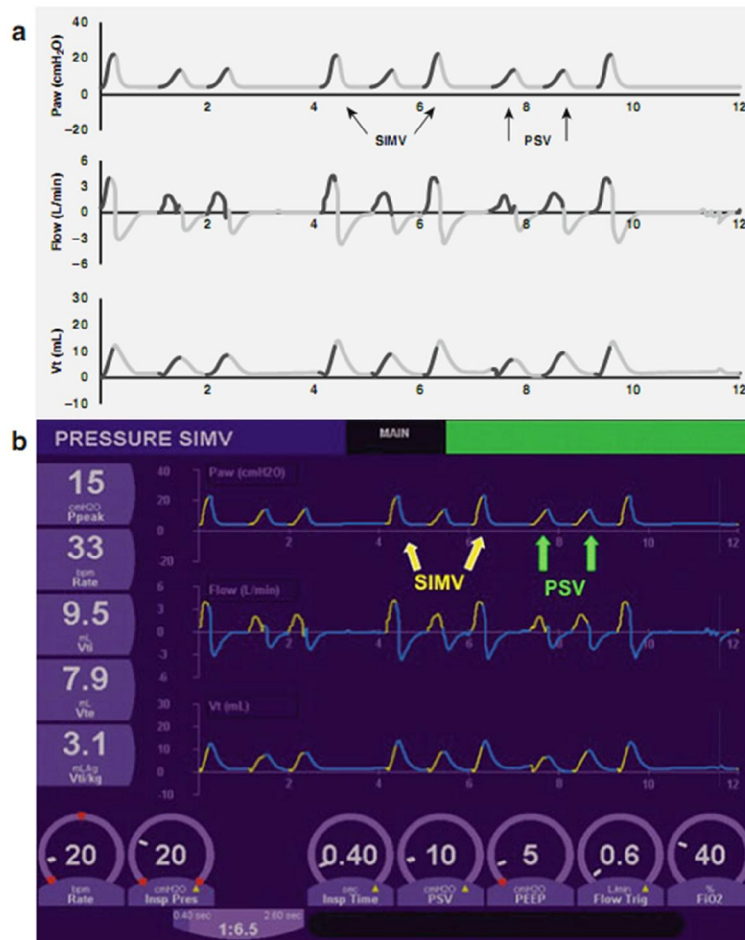 a
Paw (cmH₂O)
40
20
0
−20
2 4 6 8 10 12
SIMV PSV
Flow (L/min)
6
3
0
−3
−6
2 4 6 8 10 12
Vt (mL)
30
20
10
0
−10
2 4 6 8 10 12
b
PRESSURE SIMV MAIN
15
cmH2O
Ppeak
33
bpm
Rate
9.5
mL
Vti
7.9
mL
Vte
3.1
mL/kg
Vti/kg
Paw (cmH2O)
40
20
0
-20
2 4 6 8 10 12
SIMV PSV
Flow (L/min)
6
3
0
-3
-6
2 4 6 8 10 12
Vt (mL)
30
20
10
0
-10
2 4 6 8 10 12
20
bpm
Rate
20
cmH2O
Insp Pres
0.40
sec
Insp Time
10
cmH2O
PSV
5
cmH2O
PEEP
0.6
L/min
Flow Trig
40
%
FiO2
0.40 sec 2.60 sec
1:6.5